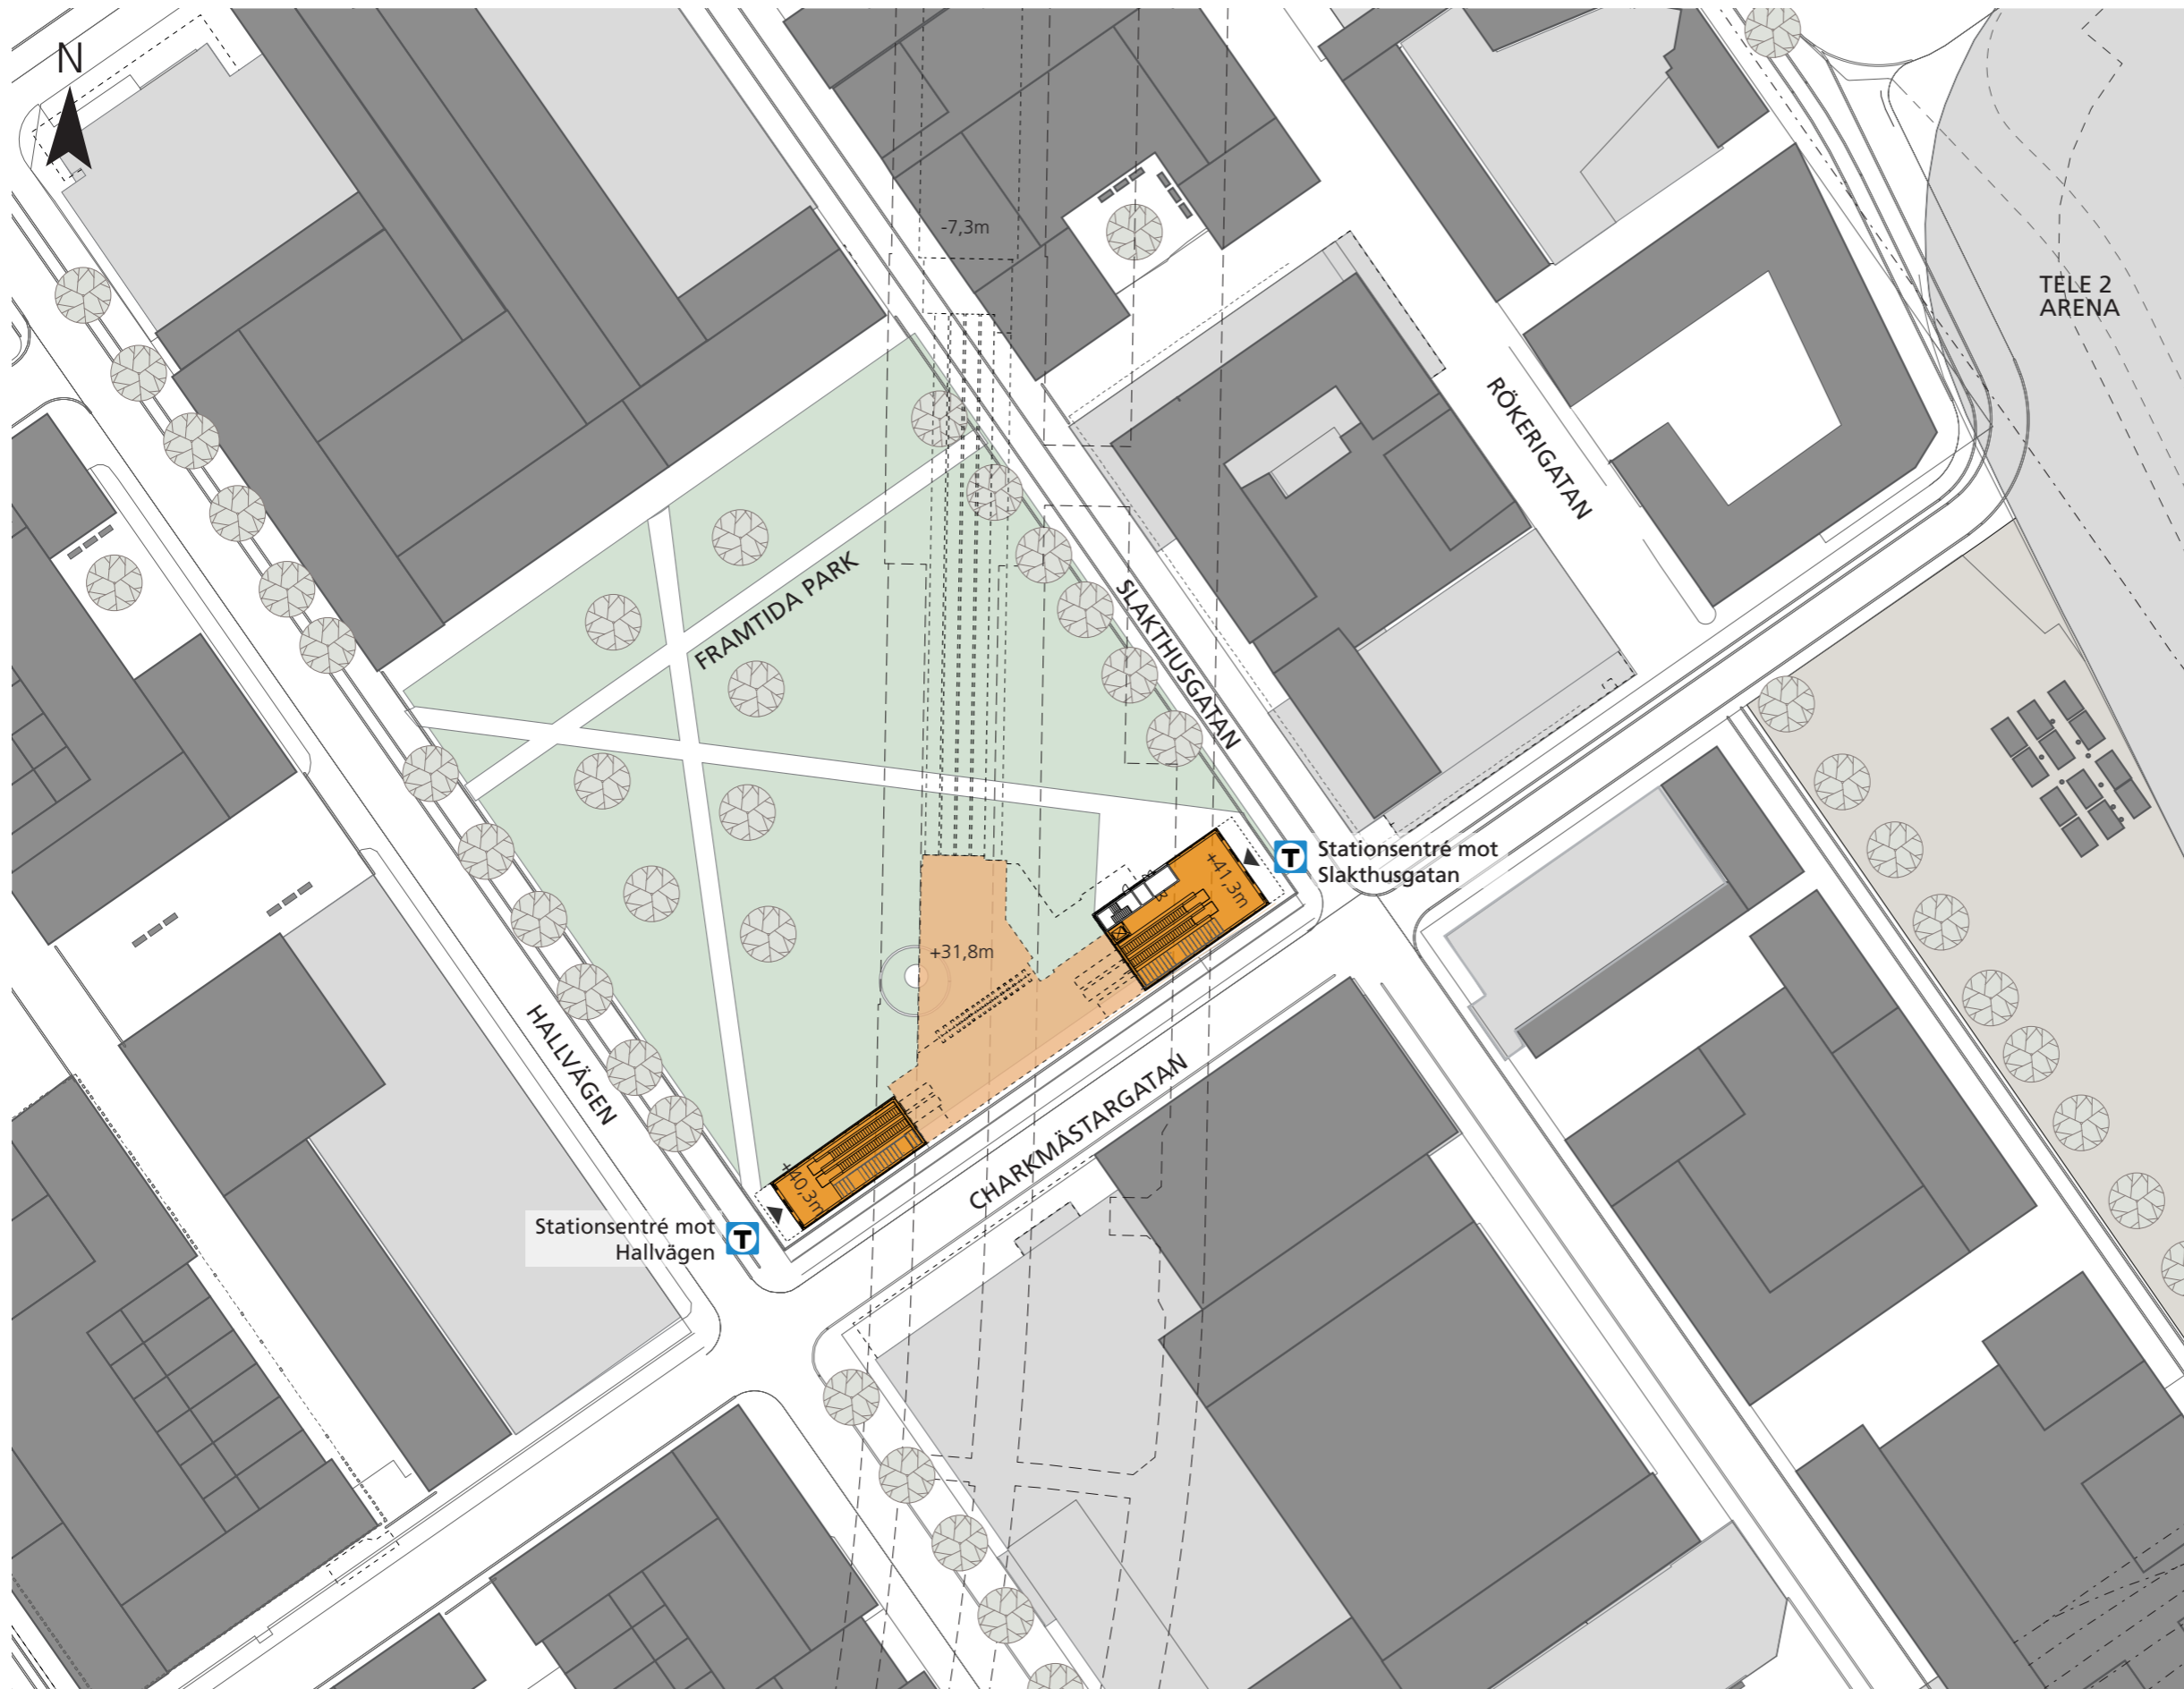 N
-7,3m
TELE 2
ARENA
RÖKERIGATAN
FRAMTIDA PARK
SLAKTHUSGATAN
T
Stationsentré mot
Slakthusgatan
+41,3m
+31,8m
HALLVÄGEN
CHARKMÄSTARGATAN
+40,3m
Stationsentré mot
Hallvägen
T